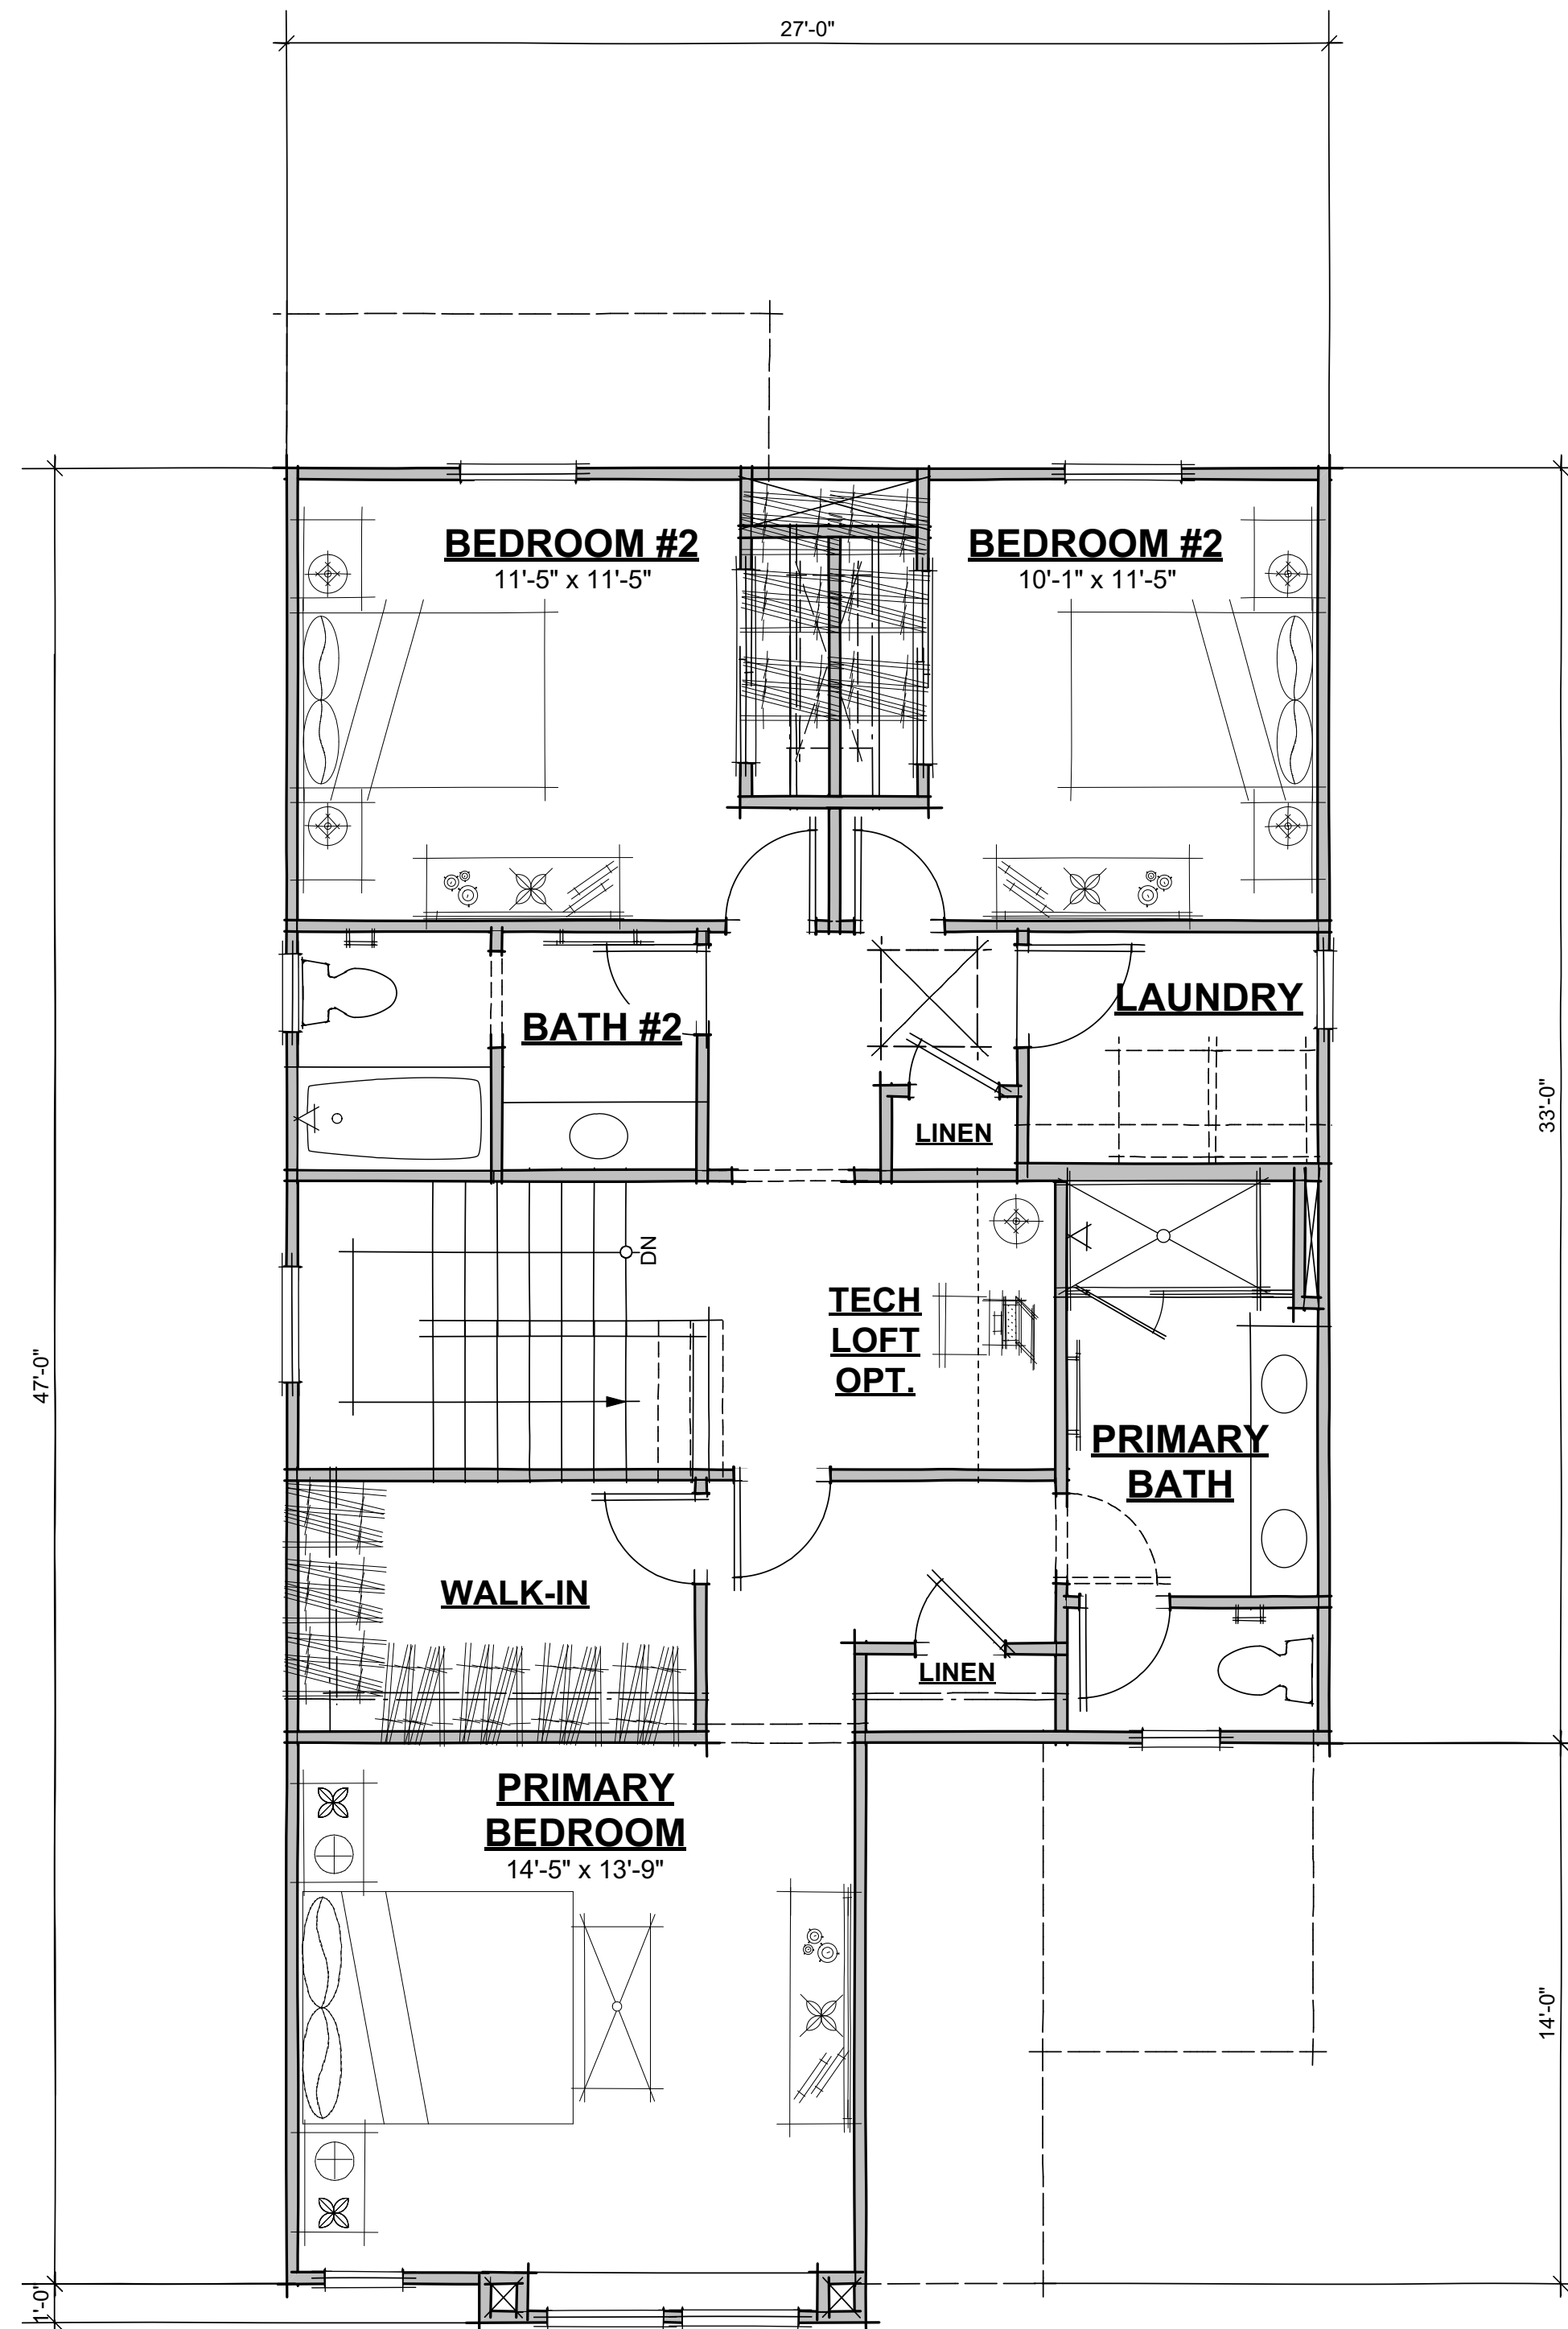 27'-0"
BEDROOM #2
11'-5" x 11'-5"
BEDROOM #2
10'-1" x 11'-5"
LAUNDRY
BATH #2
LINEN
33'-0"
DN
TECH
LOFT
OPT.
47'-0"
PRIMARY
BATH
WALK-IN
LINEN
PRIMARY
BEDROOM
14'-5" x 13'-9"
14'-0"
1'-0"